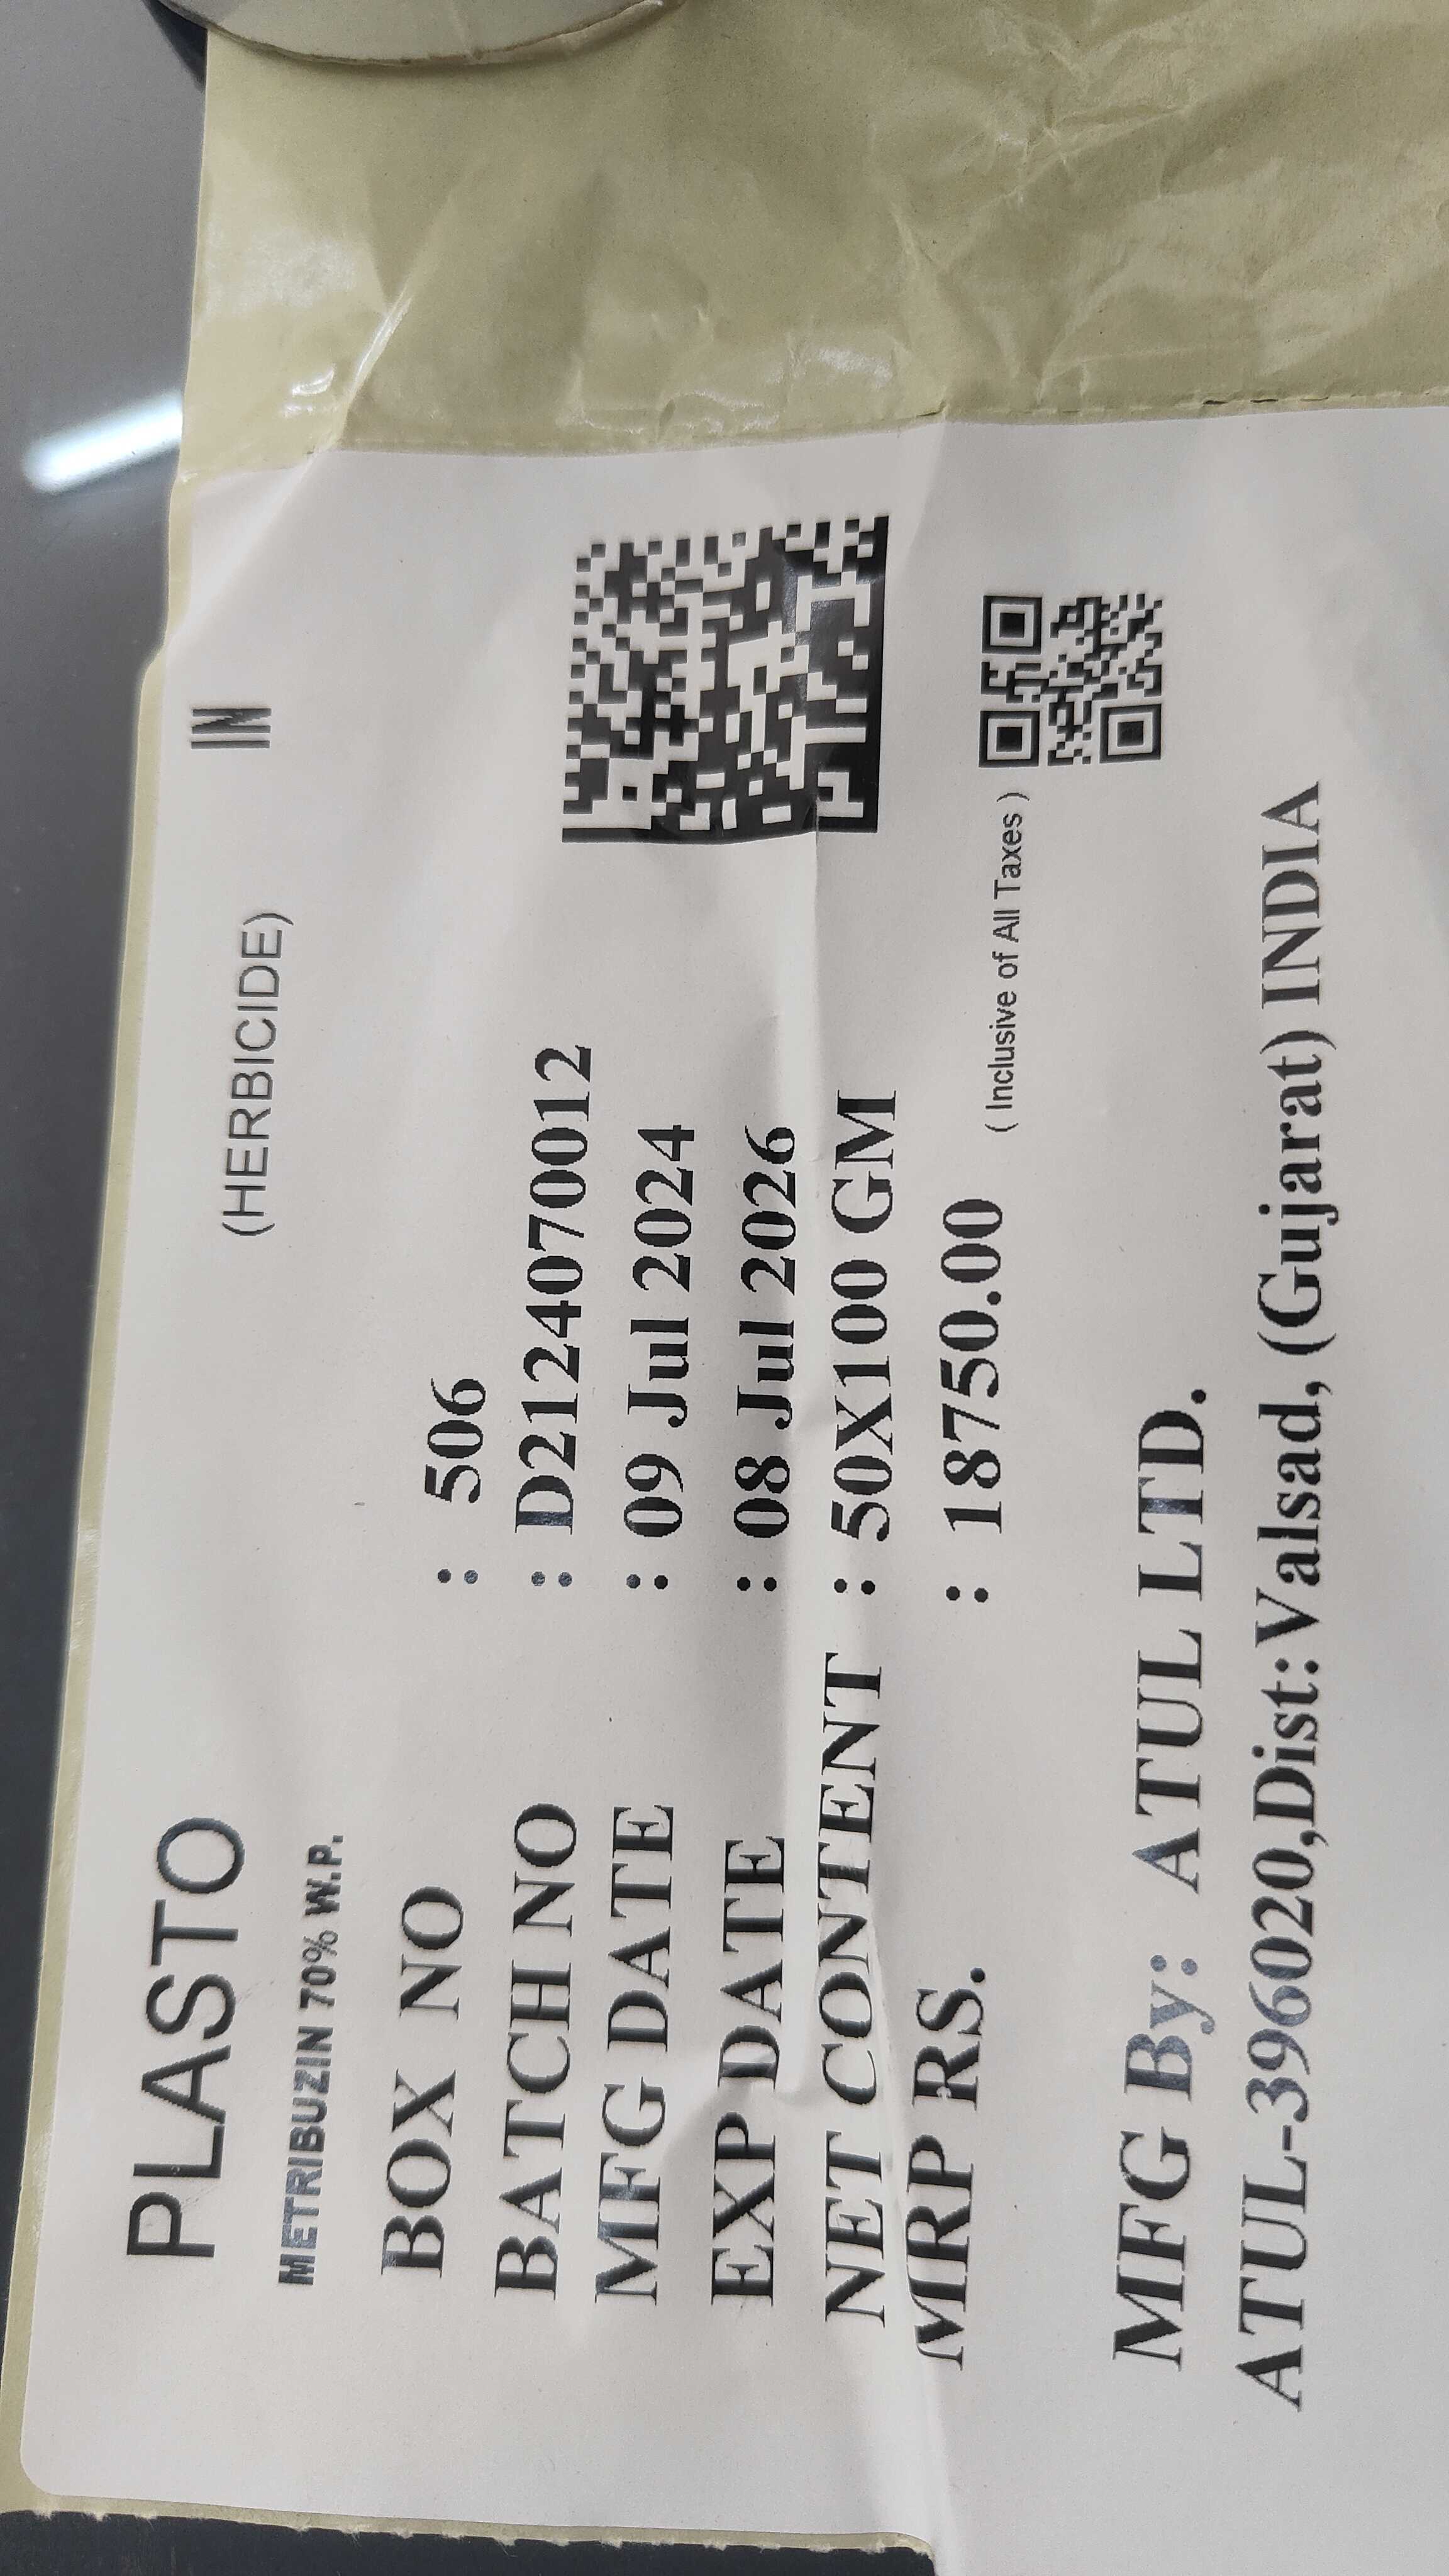 PLASTO
(HERBICIDE)
IN
METRIBUZIN 70% W.P.
BOX NO : 506
BATCH NO : D2124070012
MFG DATE : 09 Jul 2024
EXP DATE : 08 Jul 2026
NET CONTENT : 50X100 GM
MRP RS. : 18750.00 ( Inclusive of All Taxes )
MFG By: ATUL LTD.
ATUL-396020,Dist:Valsad, (Gujarat) INDIA